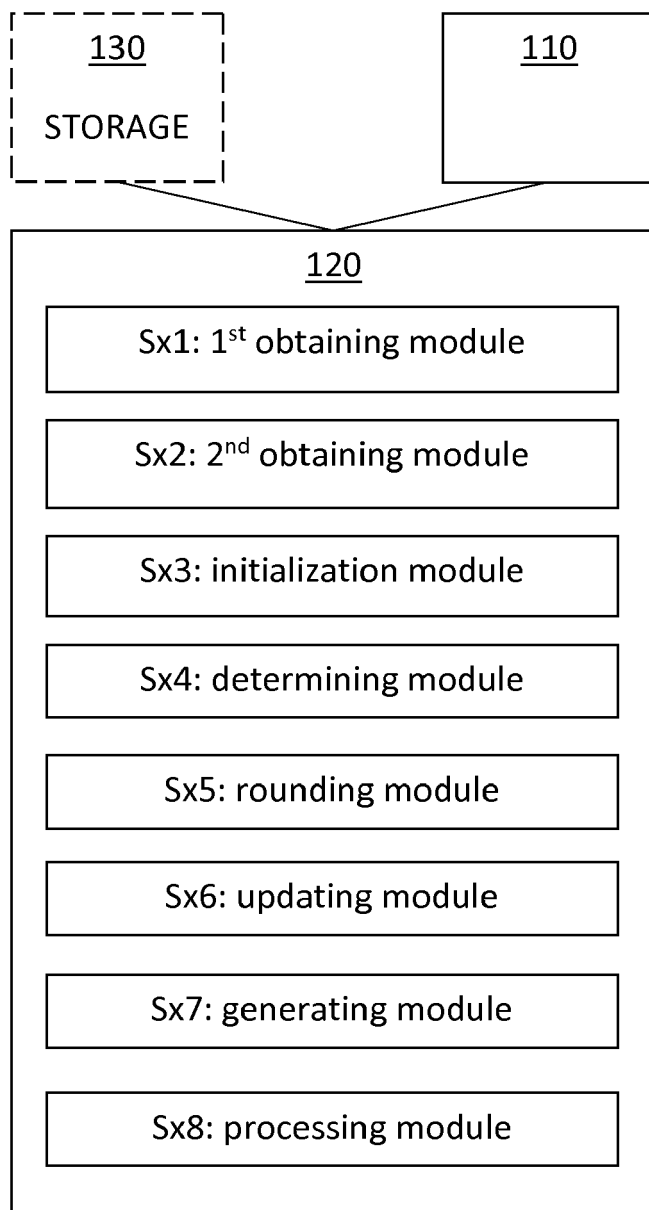 130
STORAGE
110
120
Sx1: 1st obtaining module
Sx2: 2nd obtaining module
Sx3: initialization module
Sx4: determining module
Sx5: rounding module
Sx6: updating module
Sx7: generating module
Sx8: processing module